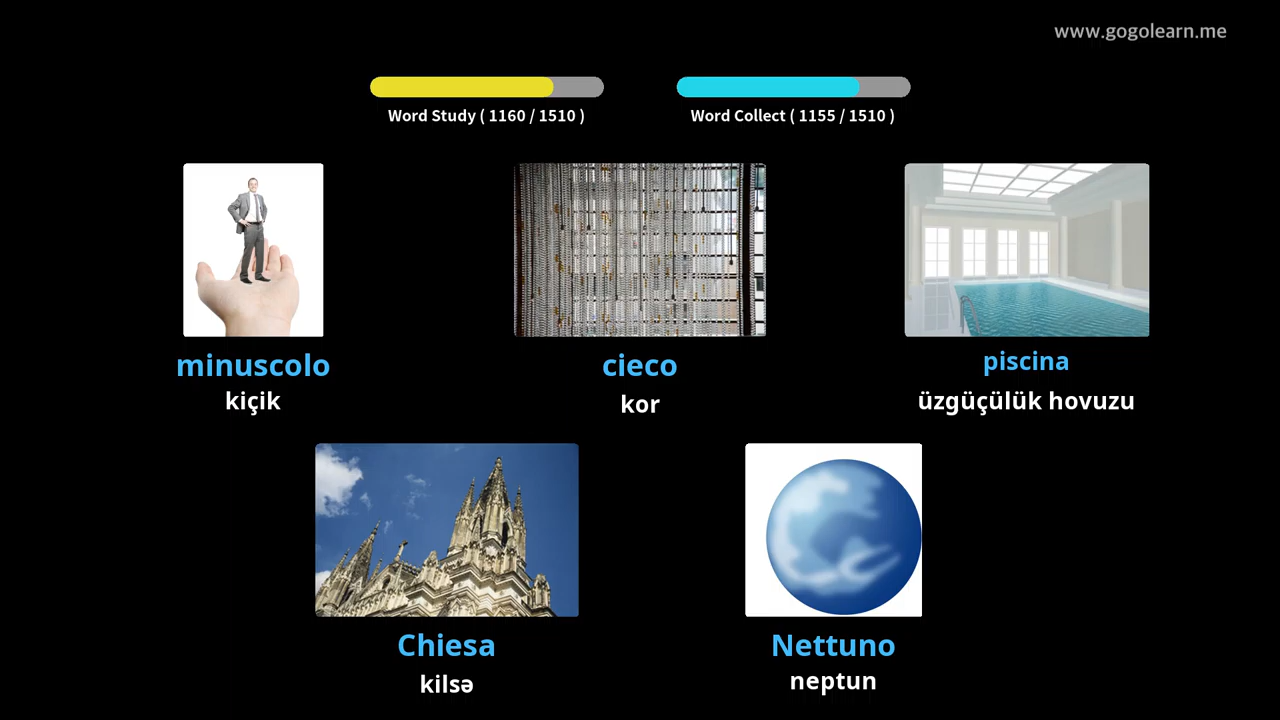 www.gogolearn.me
Word Study ( 1160 / 1510 )
Word Collect ( 1155 / 1510 )
minuscolo
kiçik
cieco
kor
piscina
üzgüçülük hovuzu
Chiesa
kilsə
Nettuno
neptun